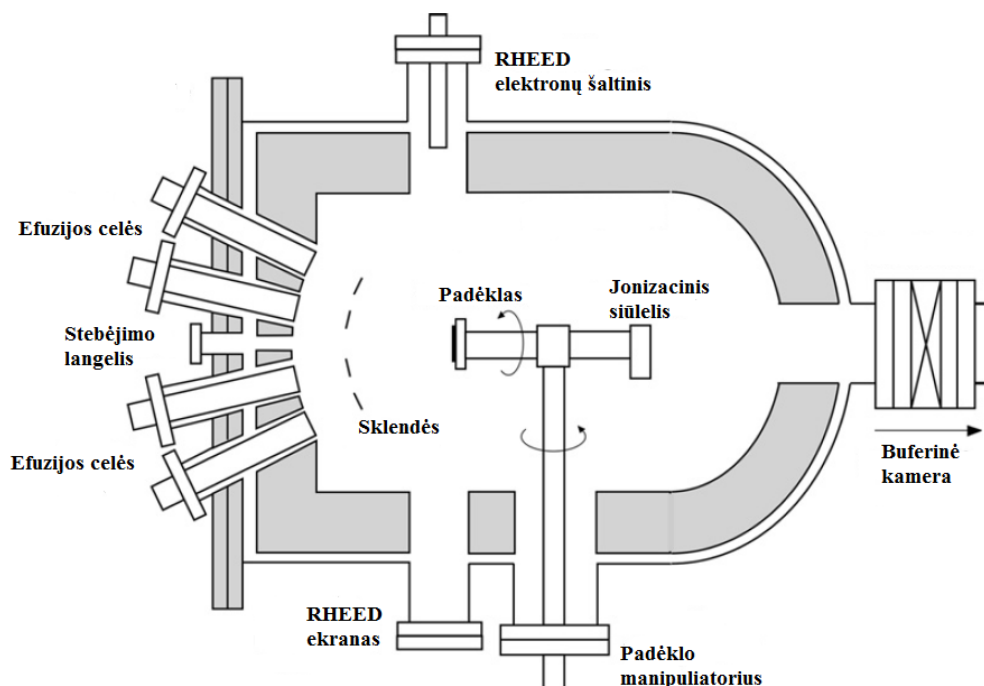 RHEED
elektronų šaltinis
Efuzijos celės
Padėklas
Jonizacinis
siūlelis
Stebėjimo
langelis
Sklendės
Efuzijos celės
Buferinė
kamera
RHEED
ekranas
Padėklo
manipuliatorius